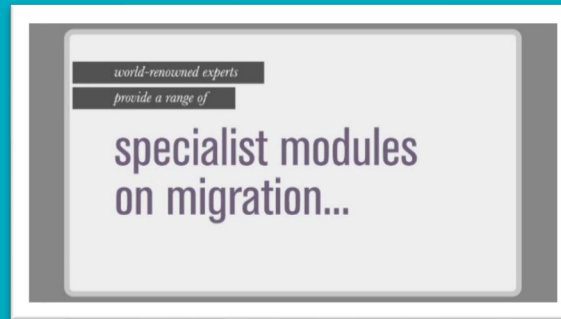 world-renowned experts
provide a range of
specialist modules
on migration...